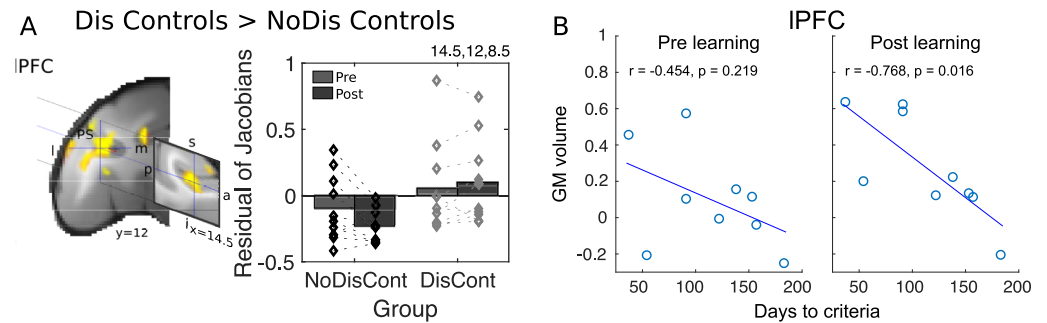 A
Dis Controls > NoDis Controls
lPFC
PS
l
m
s
p
a
i
y=12
x=14.5
14.5,12,8.5
Residual of Jacobians
1
0.5
0
-0.5
Pre
Post
NoDisCont DisCont
Group
B
lPFC
Pre learning
Post learning
r = -0.454, p = 0.219
r = -0.768, p = 0.016
GM volume
1
0.8
0.6
0.4
0.2
0
-0.2
50 100 150 200
50 100 150 200
Days to criteria